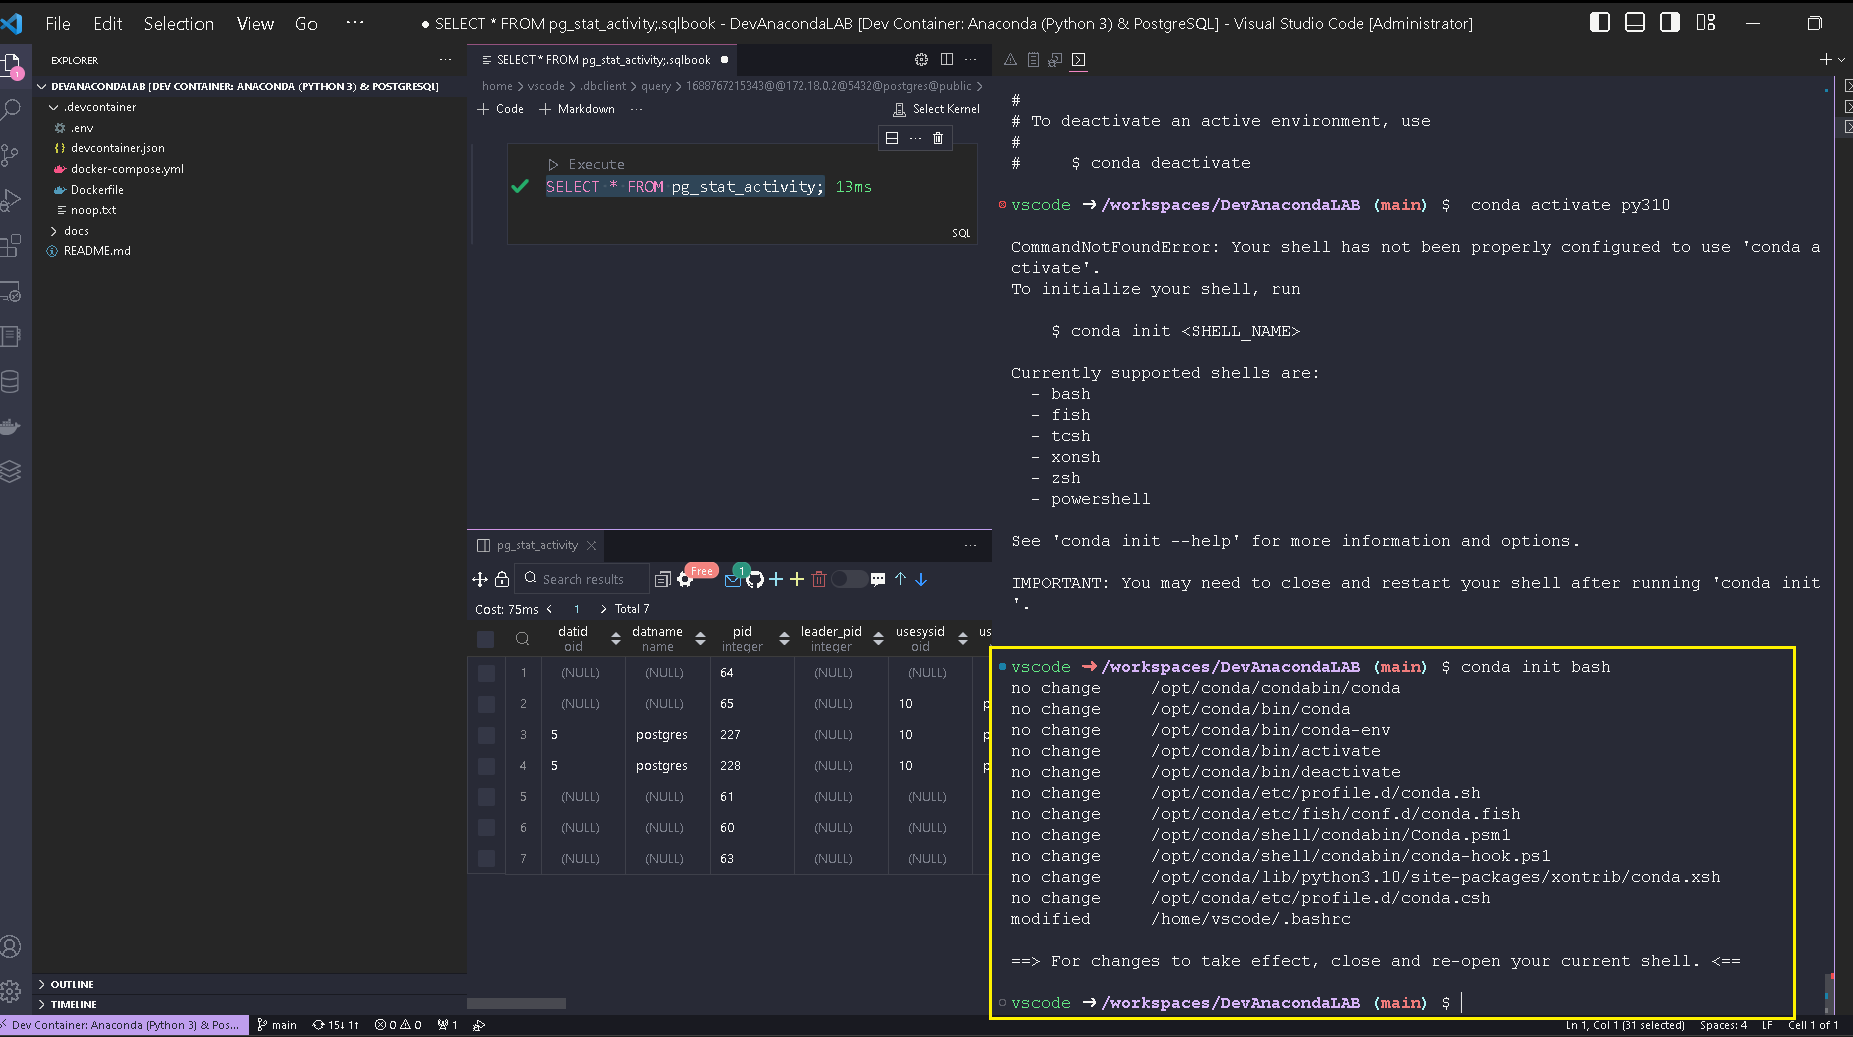 File Edit Selection View Go ··· ● SELECT * FROM pg_stat_activity;.sqlbook - DevAnacondaLAB [Dev Container: Anaconda (Python 3) & PostgreSQL] - Visual Studio Code [Administrator]
EXPLORER
DEVANACONDALAB [DEV CONTAINER: ANACONDA (PYTHON 3) & POSTGRESQL]
.devcontainer
.env
devcontainer.json
docker-compose.yml
Dockerfile
noop.txt
docs
README.md
OUTLINE
TIMELINE
1
SELECT * FROM pg_stat_activity;.sqlbook
home > vscode > .dbclient > query > 1688767215343@@172.18.0.2@5432@postgres@public >
+ Code + Markdown ··· Select Kernel
Execute
SELECT * FROM pg_stat_activity; 13ms
SQL
pg_stat_activity
Search results Free 1
Cost: 75ms < 1 > Total 7
datid datname pid leader_pid usesysid us
oid name integer integer oid
1 (NULL) (NULL) 64 (NULL) (NULL)
2 (NULL) (NULL) 65 (NULL) 10 p
3 5 postgres 227 (NULL) 10 p
4 5 postgres 228 (NULL) 10 p
5 (NULL) (NULL) 61 (NULL) (NULL)
6 (NULL) (NULL) 60 (NULL) (NULL)
7 (NULL) (NULL) 63 (NULL) (NULL)
#
# To deactivate an active environment, use
#
#     $ conda deactivate
vscode ➜ /workspaces/DevAnacondaLAB (main) $  conda activate py310
CommandNotFoundError: Your shell has not been properly configured to use 'conda a
ctivate'.
To initialize your shell, run
$ conda init <SHELL_NAME>
Currently supported shells are:
- bash
- fish
- tcsh
- xonsh
- zsh
- powershell
See 'conda init --help' for more information and options.
IMPORTANT: You may need to close and restart your shell after running 'conda init
'.
vscode ➜ /workspaces/DevAnacondaLAB (main) $ conda init bash
no change     /opt/conda/condabin/conda
no change     /opt/conda/bin/conda
no change     /opt/conda/bin/conda-env
no change     /opt/conda/bin/activate
no change     /opt/conda/bin/deactivate
no change     /opt/conda/etc/profile.d/conda.sh
no change     /opt/conda/etc/fish/conf.d/conda.fish
no change     /opt/conda/shell/condabin/Conda.psm1
no change     /opt/conda/shell/condabin/conda-hook.ps1
no change     /opt/conda/lib/python3.10/site-packages/xontrib/conda.xsh
no change     /opt/conda/etc/profile.d/conda.csh
modified      /home/vscode/.bashrc
==> For changes to take effect, close and re-open your current shell. <==
vscode ➜ /workspaces/DevAnacondaLAB (main) $
Dev Container: Anaconda (Python 3) & Pos... main 15↓ 1↑ 0 0 1 Ln 1, Col 1 (31 selected) Spaces: 4 LF Cell 1 of 1